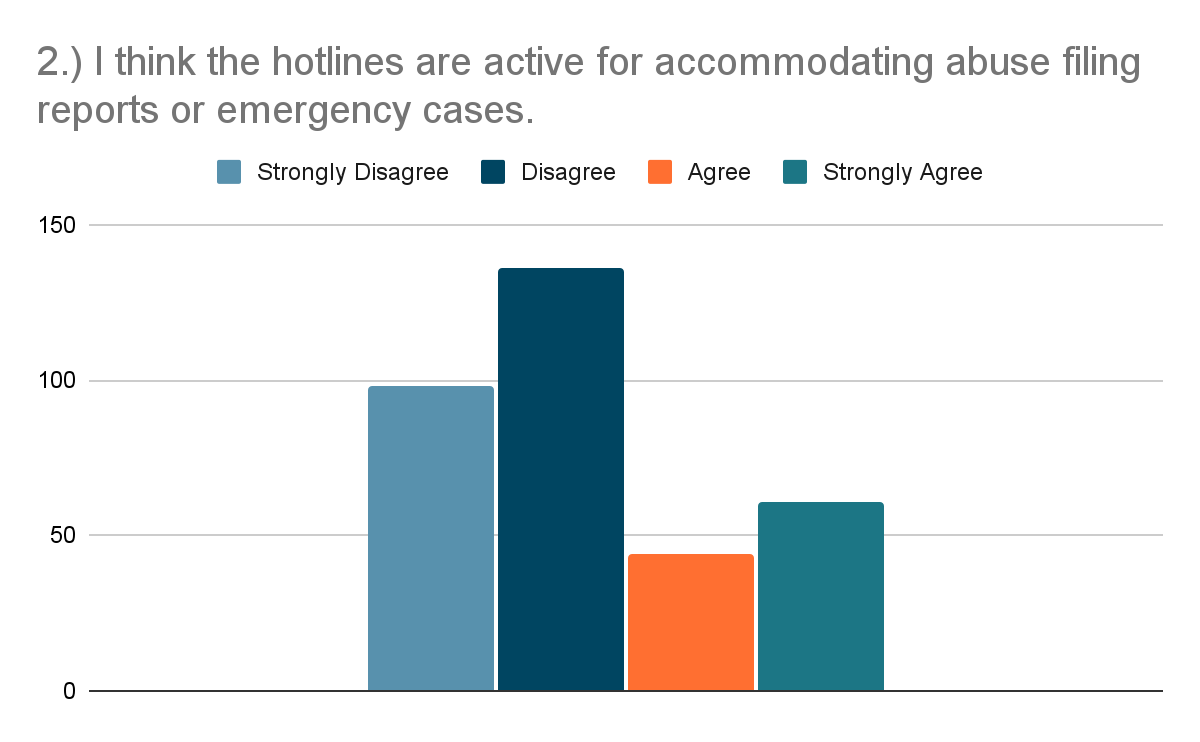 2.) I think the hotlines are active for accommodating abuse filing
reports or emergency cases.
Strongly Disagree Disagree Agree Strongly Agree
150
100
50
0